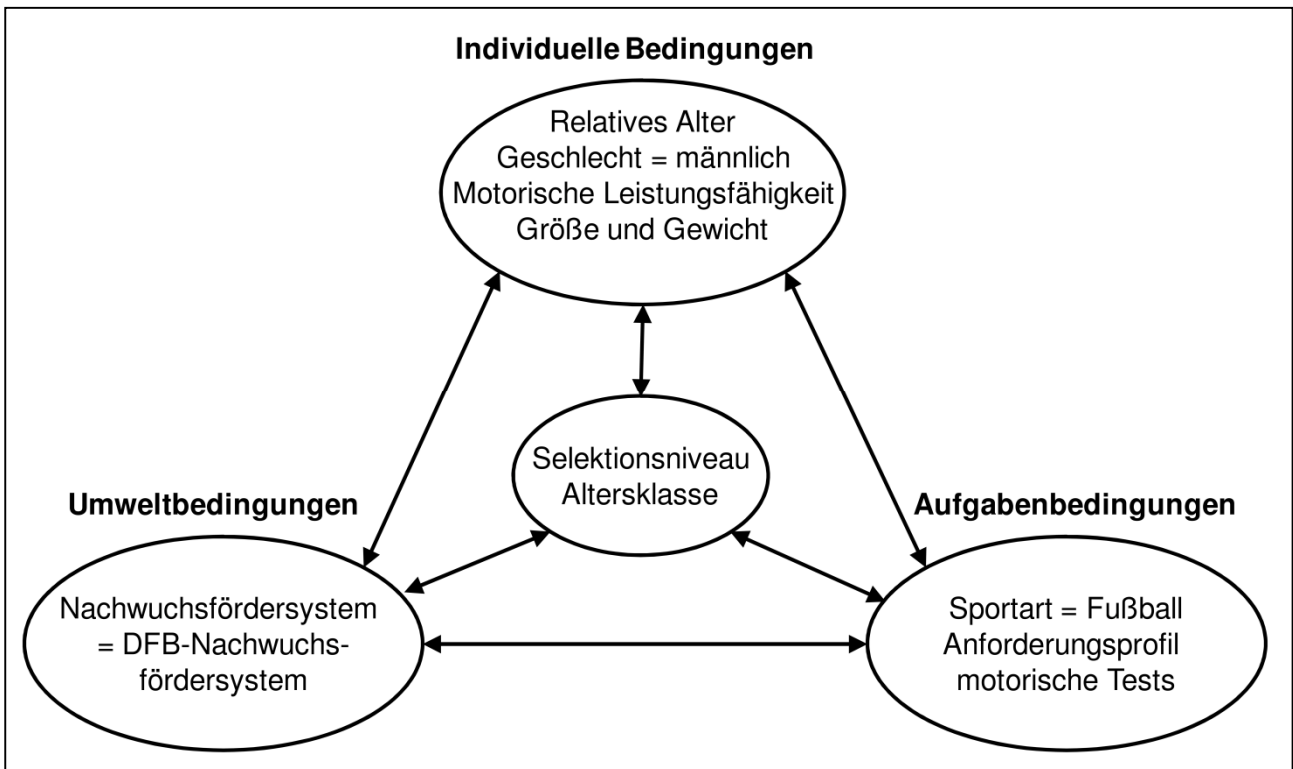 Individuelle Bedingungen
Relatives Alter
Geschlecht = männlich
Motorische Leistungsfähigkeit
Größe und Gewicht
Selektionsniveau
Altersklasse
Umweltbedingungen
Nachwuchsfördersystem
= DFB-Nachwuchs-
fördersystem
Aufgabenbedingungen
Sportart = Fußball
Anforderungsprofil
motorische Tests